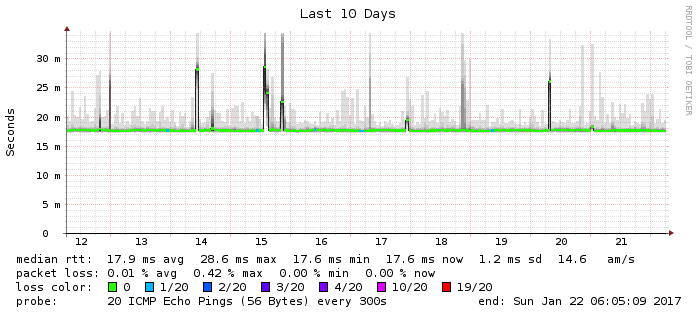 Last 10 Days
RRDTOOL / TOBI OETIKER
Seconds
30 m
25 m
20 m
15 m
10 m
5 m
0
12 13 14 15 16 17 18 19 20 21
median rtt: 17.9 ms avg 28.6 ms max 17.6 ms min 17.6 ms now 1.2 ms sd 14.6 am/s
packet loss: 0.01 % avg 0.42 % max 0.00 % min 0.00 % now
loss color: 0 1/20 2/20 3/20 4/20 10/20 19/20
probe: 20 ICMP Echo Pings (56 Bytes) every 300s end: Sun Jan 22 06:05:09 2017